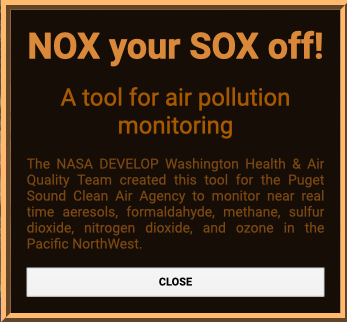 NOX your SOX off!
A tool for air pollution
monitoring
The NASA DEVELOP Washington Health & Air
Quality Team created this tool for the Puget
Sound Clean Air Agency to monitor near real
time aeresols, formaldahyde, methane, sulfur
dioxide, nitrogen dioxide, and ozone in the
Pacific NorthWest.
CLOSE